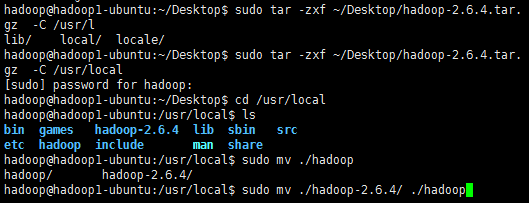 hadoop@hadoop1-ubuntu:~/Desktop$ sudo tar -zxf ~/Desktop/hadoop-2.6.4.tar.
gz  -C /usr/l
lib/    local/  locale/
hadoop@hadoop1-ubuntu:~/Desktop$ sudo tar -zxf ~/Desktop/hadoop-2.6.4.tar.
gz  -C /usr/local
[sudo] password for hadoop:
hadoop@hadoop1-ubuntu:~/Desktop$ cd /usr/local
hadoop@hadoop1-ubuntu:/usr/local$ ls
bin  games   hadoop-2.6.4  lib  sbin   src
etc  hadoop  include       man  share
hadoop@hadoop1-ubuntu:/usr/local$ sudo mv ./hadoop
hadoop/       hadoop-2.6.4/
hadoop@hadoop1-ubuntu:/usr/local$ sudo mv ./hadoop-2.6.4/ ./hadoop